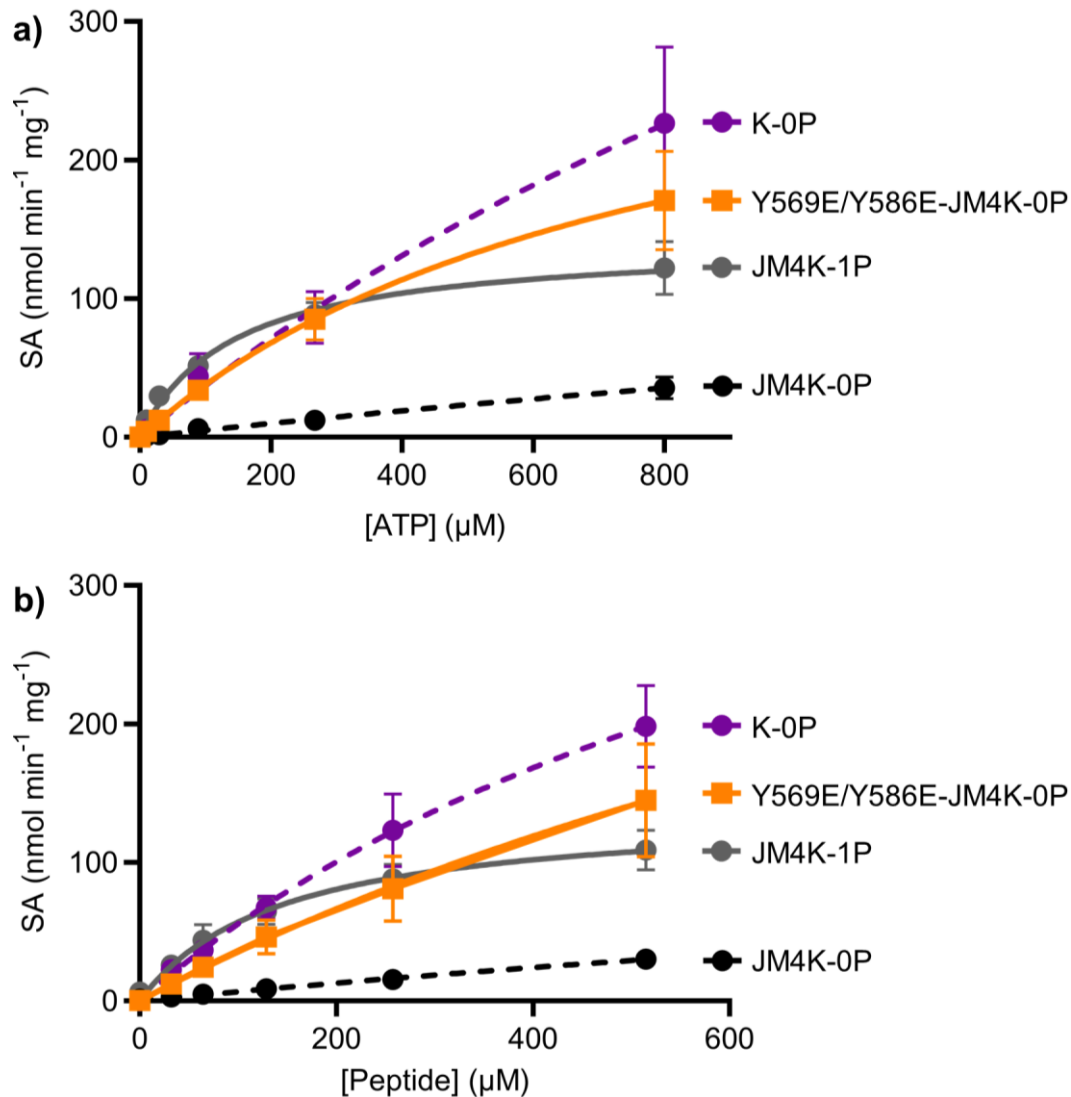 a)
300
200
100
0
SA (nmol min⁻¹ mg⁻¹)
0 200 400 600 800
[ATP] (µM)
K-0P
Y569E/Y586E-JM4K-0P
JM4K-1P
JM4K-0P
b)
300
200
100
0
SA (nmol min⁻¹ mg⁻¹)
0 200 400 600
[Peptide] (µM)
K-0P
Y569E/Y586E-JM4K-0P
JM4K-1P
JM4K-0P